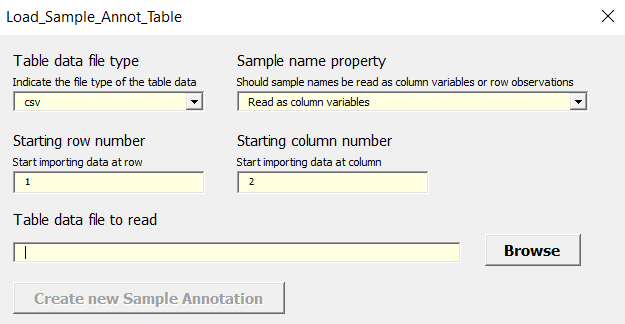 Load_Sample_Annot_Table
Table data file type
Sample name property
Indicate the file type of the table data
Should sample names be read as column variables or row observations
csv
Read as column variables
Starting row number
Starting column number
Start importing data at row
Start importing data at column
1
2
Table data file to read
Browse
Create new Sample Annotation